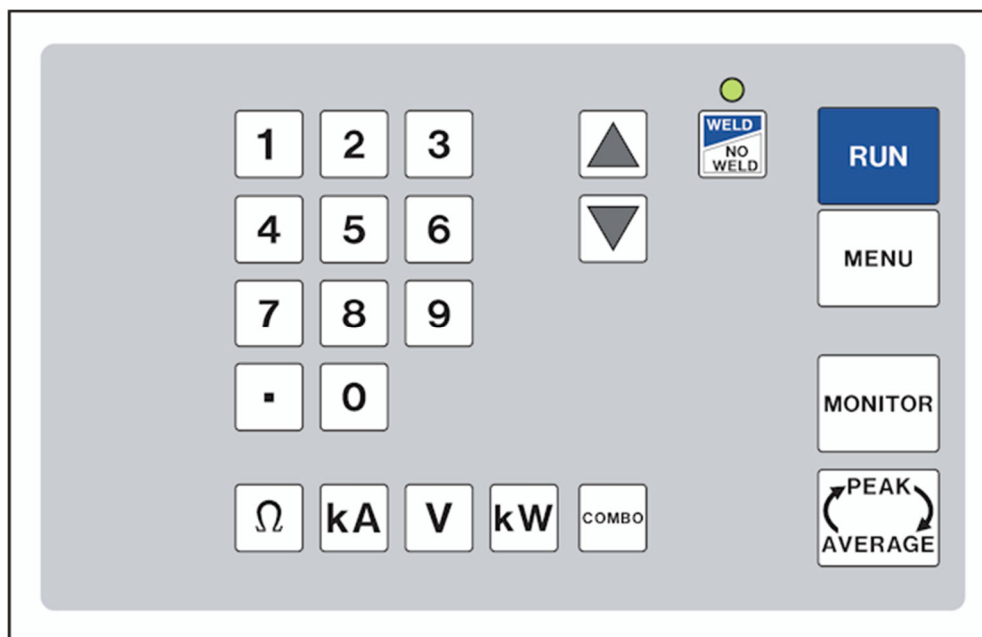 1 2 3
WELD
NO
WELD
RUN
4 5 6
MENU
7 8 9
. 0
MONITOR
Ω kA V kW COMBO
PEAK
AVERAGE